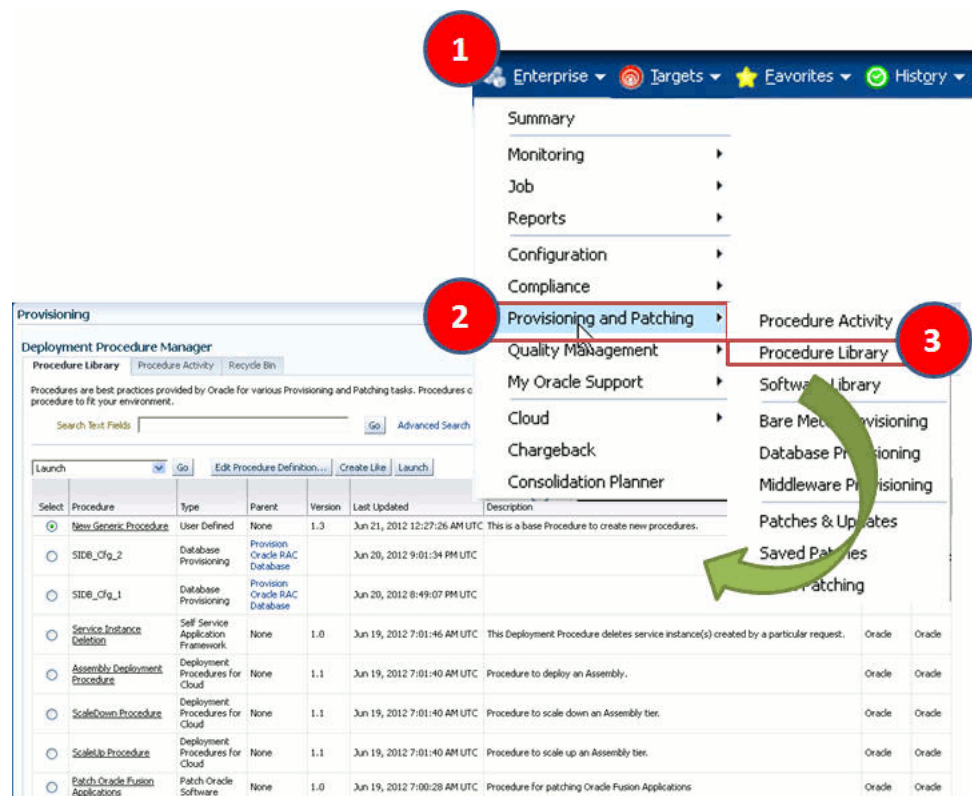 1
Enterprise Targets Favorites History
Summary
Monitoring
Job
Reports
Configuration
Compliance
2
Provisioning and Patching
Quality Management
My Oracle Support
Cloud
Chargeback
Consolidation Planner
Procedure Activity
3
Procedure Library
Software Library
Bare Metal Provisioning
Database Provisioning
Middleware Provisioning
Patches & Updates
Saved Patches
Patching
Provisioning
Deployment Procedure Manager
Procedure Library Procedure Activity Recycle Bin
Procedures are best practices provided by Oracle for various Provisioning and Patching tasks. Procedures c
procedure to fit your environment.
Search Text Fields Go Advanced Search
Launch Go Edit Procedure Definition... Create Like Launch
Select Procedure Type Parent Version Last Updated Description
New Generic Procedure User Defined None 1.3 Jun 21, 2012 12:27:26 AM UTC This is a base Procedure to create new procedures.
SIDB_Cfg_2 Database Provisioning Provision Oracle RAC Database Jun 20, 2012 9:01:34 PM UTC
SIDB_Cfg_1 Database Provisioning Provision Oracle RAC Database Jun 20, 2012 8:49:07 PM UTC
Service Instance Deletion Self Service Application Framework None 1.0 Jun 19, 2012 7:01:46 AM UTC This Deployment Procedure deletes service instance(s) created by a particular request. Oracle Oracle
Assembly Deployment Procedure Deployment Procedures for Cloud None 1.1 Jun 19, 2012 7:01:40 AM UTC Procedure to deploy an Assembly. Oracle Oracle
ScaleDown Procedure Deployment Procedures for Cloud None 1.1 Jun 19, 2012 7:01:40 AM UTC Procedure to scale down an Assembly tier. Oracle Oracle
ScaleUp Procedure Deployment Procedures for Cloud None 1.1 Jun 19, 2012 7:01:40 AM UTC Procedure to scale up an Assembly tier. Oracle Oracle
Patch Oracle Fusion Applications Patch Oracle Software None 1.0 Jun 19, 2012 7:00:28 AM UTC Procedure for patching Oracle Fusion Applications Oracle Oracle